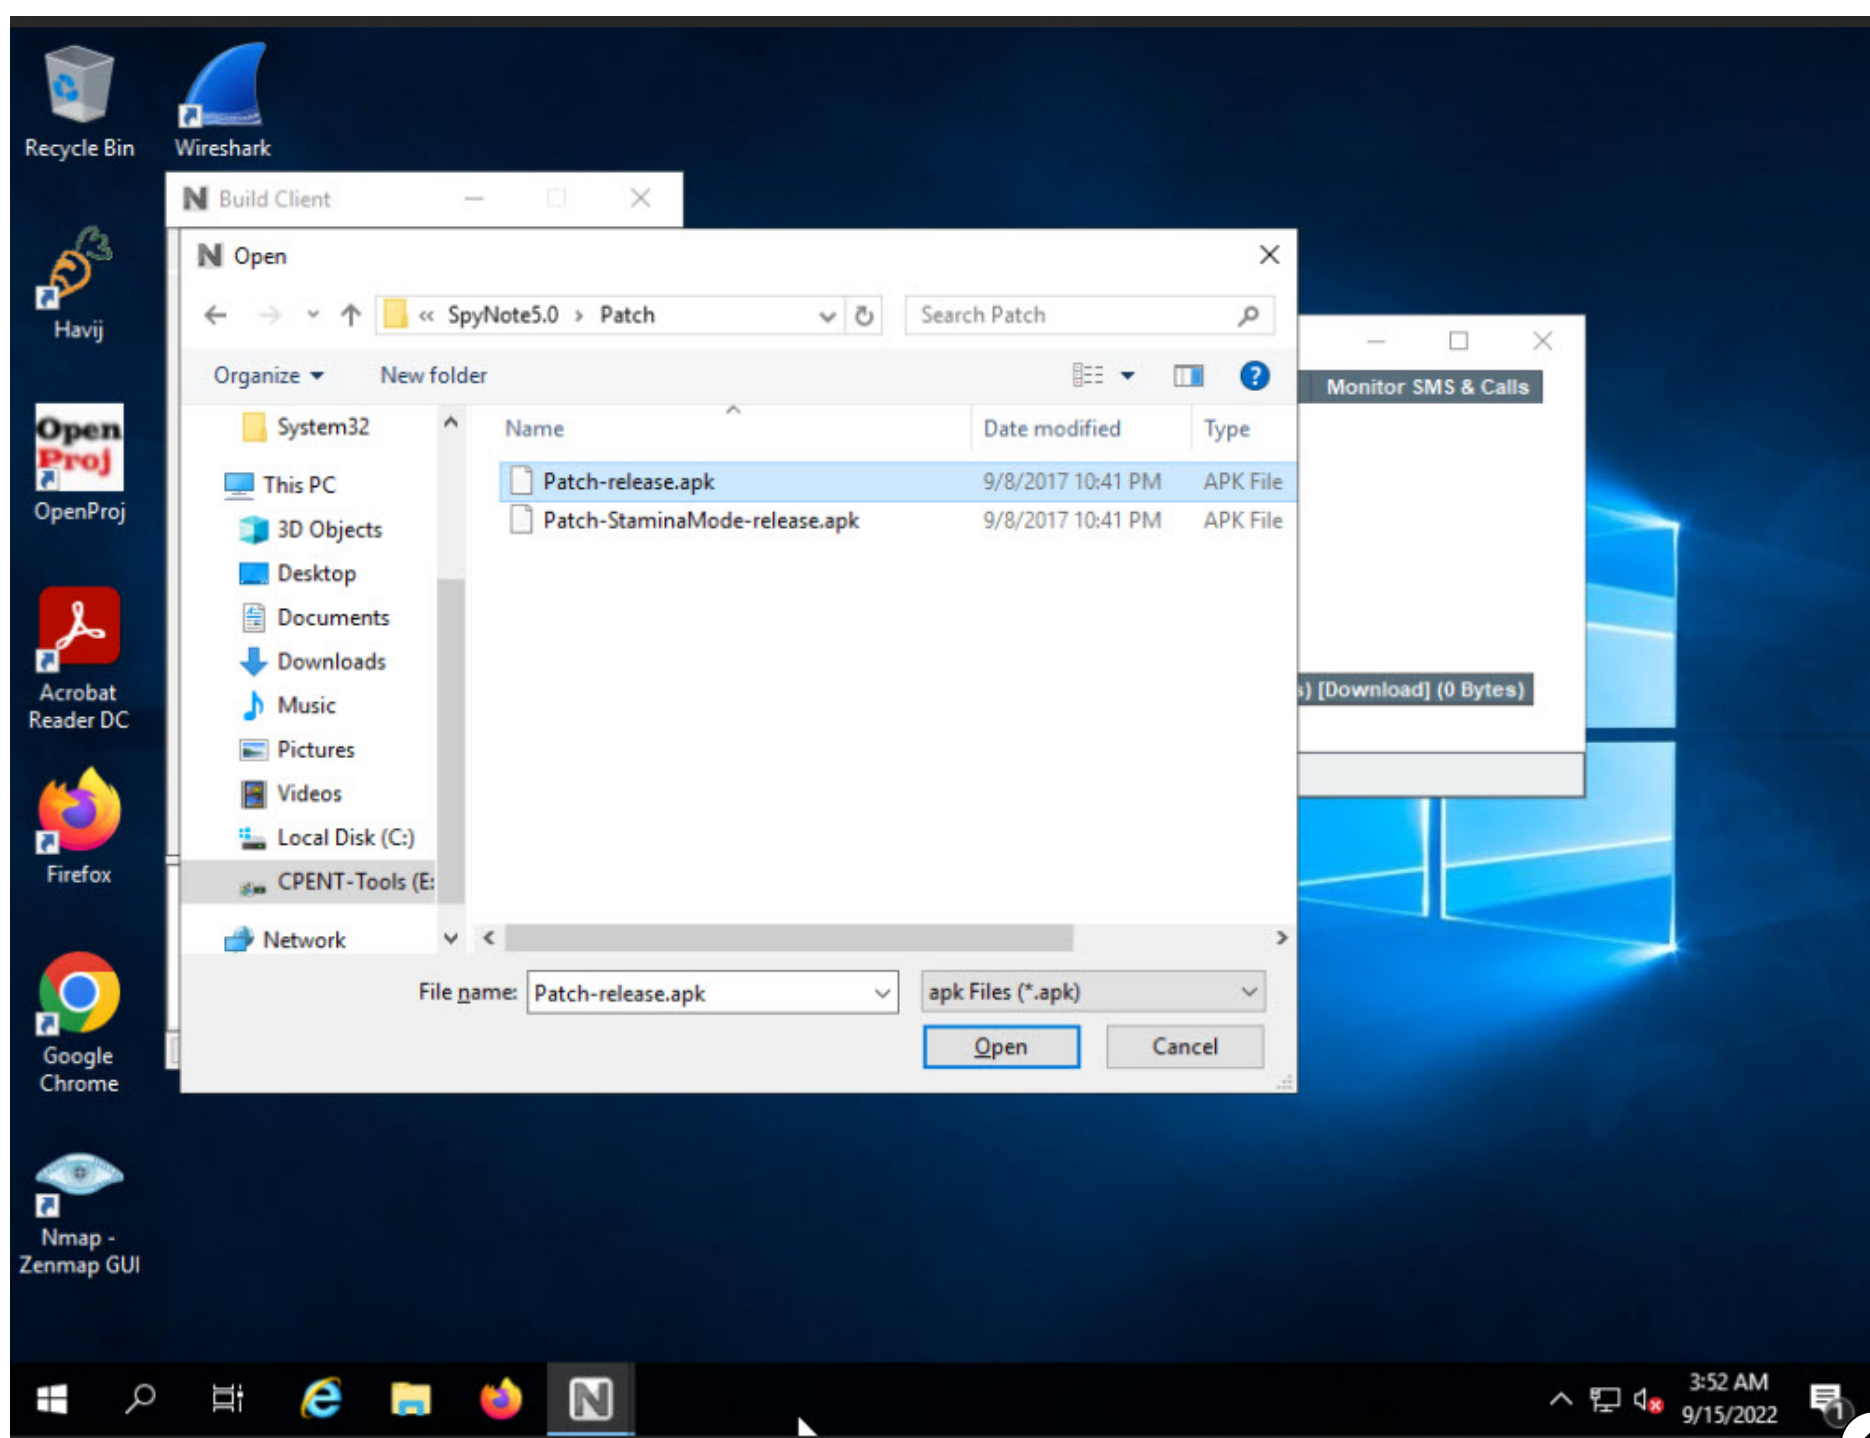 Recycle Bin
Wireshark
Havij
Open
Proj
OpenProj
Acrobat
Reader DC
Firefox
Google
Chrome
Nmap -
Zenmap GUI
N Build Client
N Open
« SpyNote5.0 › Patch
Search Patch
Organize
New folder
?
System32
This PC
3D Objects
Desktop
Documents
Downloads
Music
Pictures
Videos
Local Disk (C:)
CPENT-Tools (E:
Network
Name Date modified Type
Patch-release.apk 9/8/2017 10:41 PM APK File
Patch-StaminaMode-release.apk 9/8/2017 10:41 PM APK File
File name: Patch-release.apk
apk Files (*.apk)
Open Cancel
Monitor SMS & Calls
s) [Download] (0 Bytes)
N
3:52 AM
9/15/2022
1